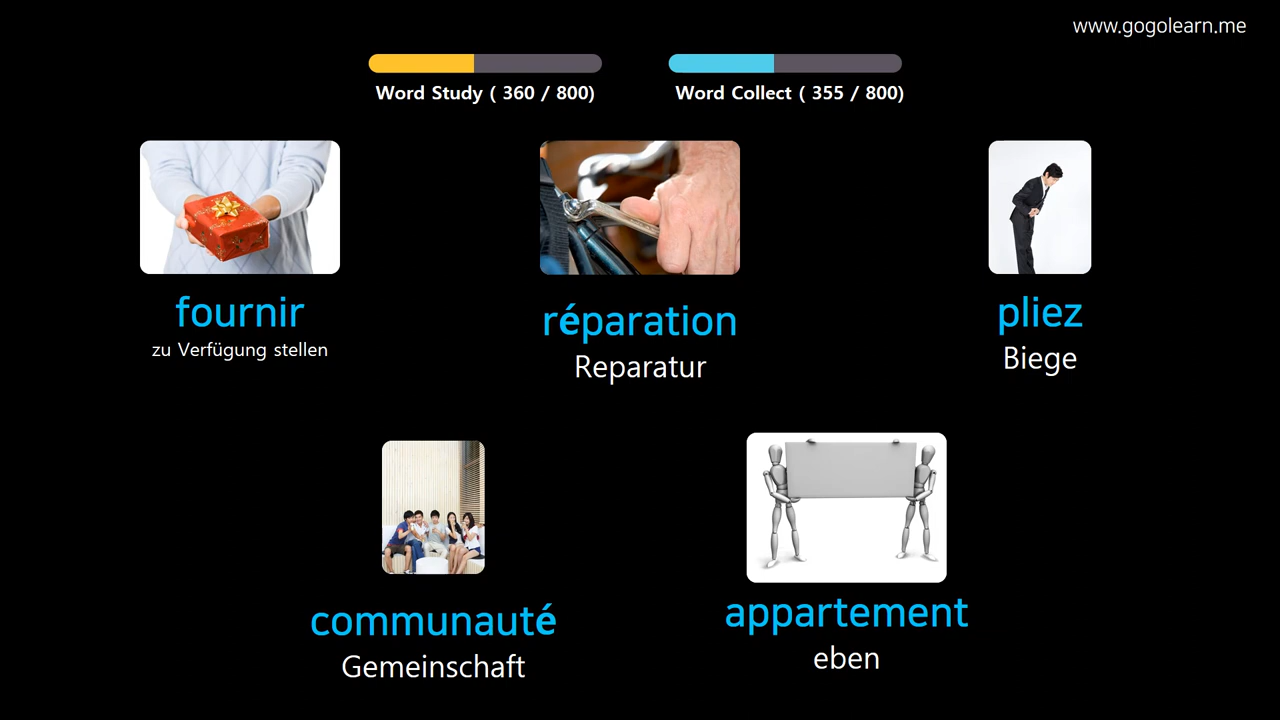 www.gogolearn.me
Word Study ( 360 / 800)
Word Collect ( 355 / 800)
fournir
zu Verfügung stellen
réparation
Reparatur
pliez
Biege
communauté
Gemeinschaft
appartement
eben